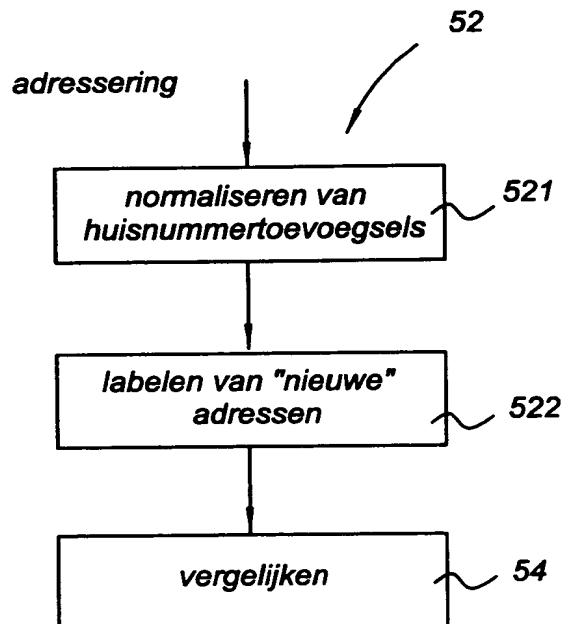 52
adressering
normaliseren van
huisnummertoevoegsels
521
labelen van "nieuwe"
adressen
522
vergelijken
54